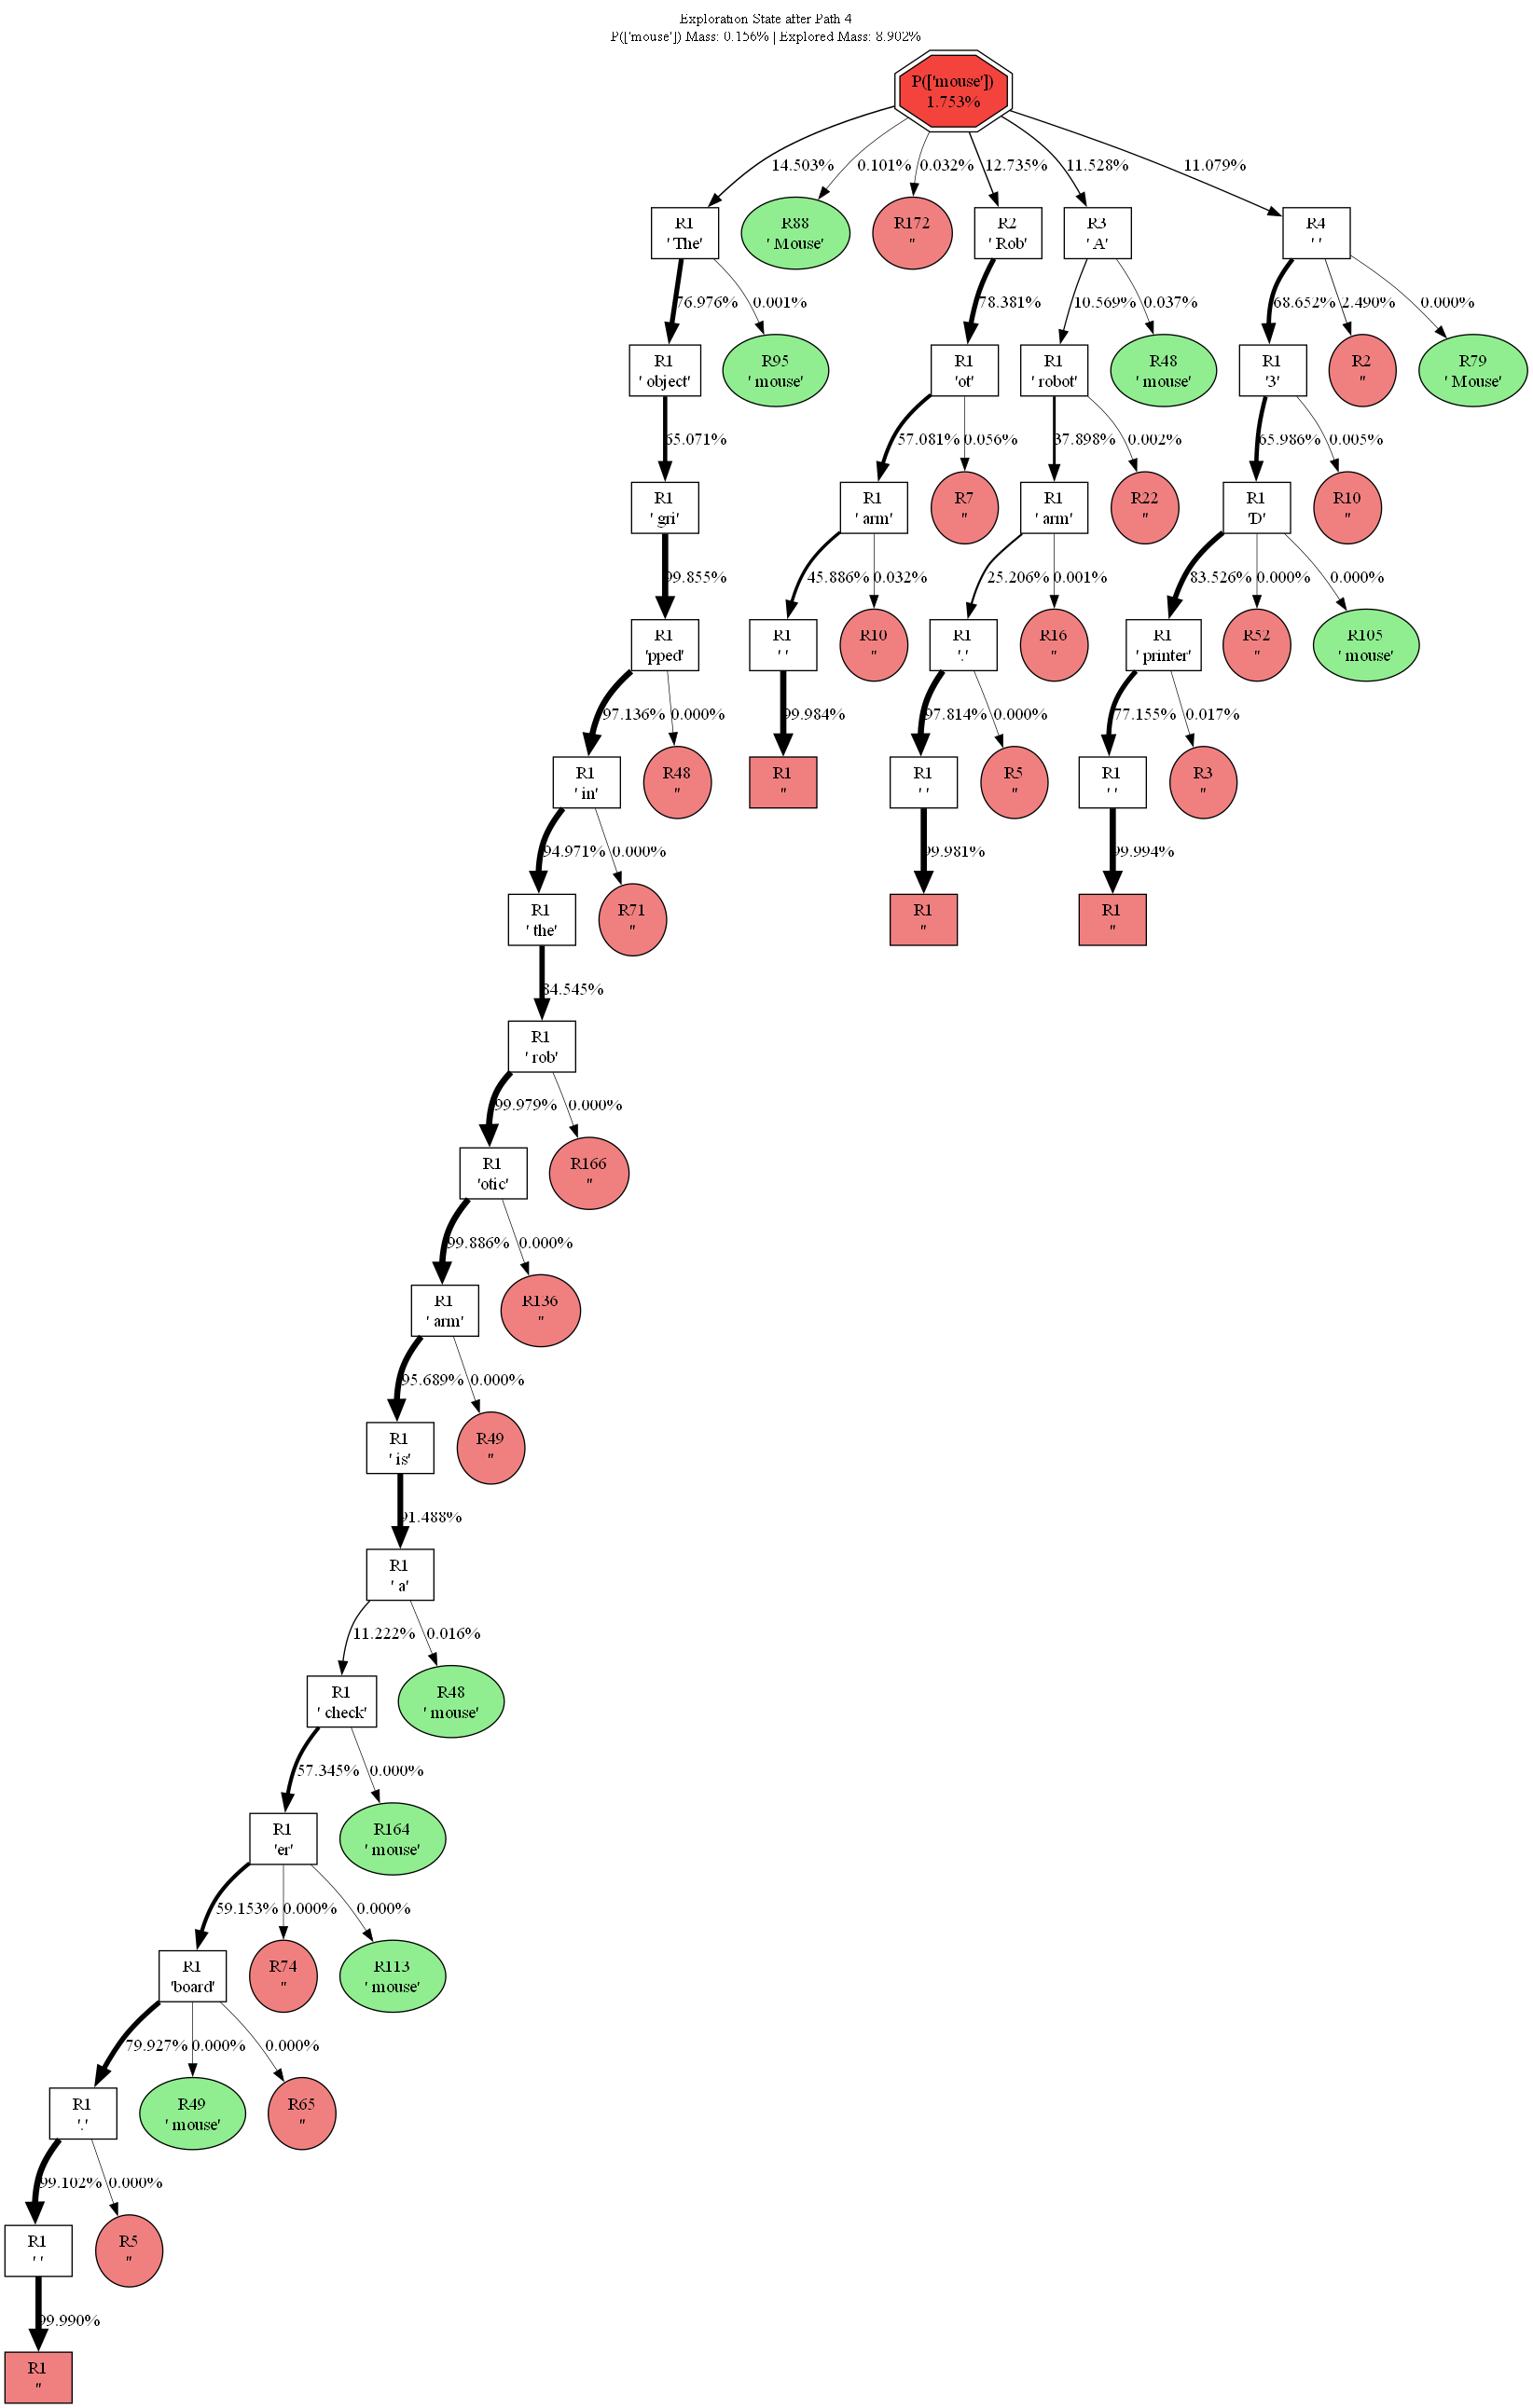 Exploration State after Path 4
P(['mouse']) Mass: 0.156% | Explored Mass: 8.902%
P(['mouse'])
1.753%
14.503%
0.101%
0.032%
12.735%
11.528%
11.079%
R1
' The'
R88
' Mouse'
R172
''
R2
' Rob'
R3
' A'
R4
' '
76.976%
0.001%
78.381%
10.569%
0.037%
68.652%
2.490%
0.000%
R1
' object'
R95
' mouse'
R1
'ot'
R1
' robot'
R48
' mouse'
R1
'3'
R2
''
R79
' Mouse'
65.071%
57.081%
0.056%
37.898%
0.002%
65.986%
0.005%
R1
' gri'
R1
' arm'
R7
''
R1
' arm'
R22
''
R1
'D'
R10
''
99.855%
45.886%
0.032%
25.206%
0.001%
83.526%
0.000%
0.000%
R1
'pped'
R1
' '
R10
''
R1
'.'
R16
''
R1
' printer'
R52
''
R105
' mouse'
97.136%
0.000%
99.984%
97.814%
0.000%
77.155%
0.017%
R1
' in'
R48
''
R1
''
R1
' '
R5
''
R1
' '
R3
''
94.971%
0.000%
99.981%
99.994%
R1
' the'
R71
''
R1
''
R1
''
84.545%
R1
' rob'
99.979%
0.000%
R1
'otic'
R166
''
99.886%
0.000%
R1
' arm'
R136
''
95.689%
0.000%
R1
' is'
R49
''
91.488%
R1
' a'
11.222%
0.016%
R1
' check'
R48
' mouse'
57.345%
0.000%
R1
'er'
R164
' mouse'
59.153%
0.000%
0.000%
R1
'board'
R74
''
R113
' mouse'
79.927%
0.000%
0.000%
R1
'.'
R49
' mouse'
R65
''
99.102%
0.000%
R1
' '
R5
''
99.990%
R1
''